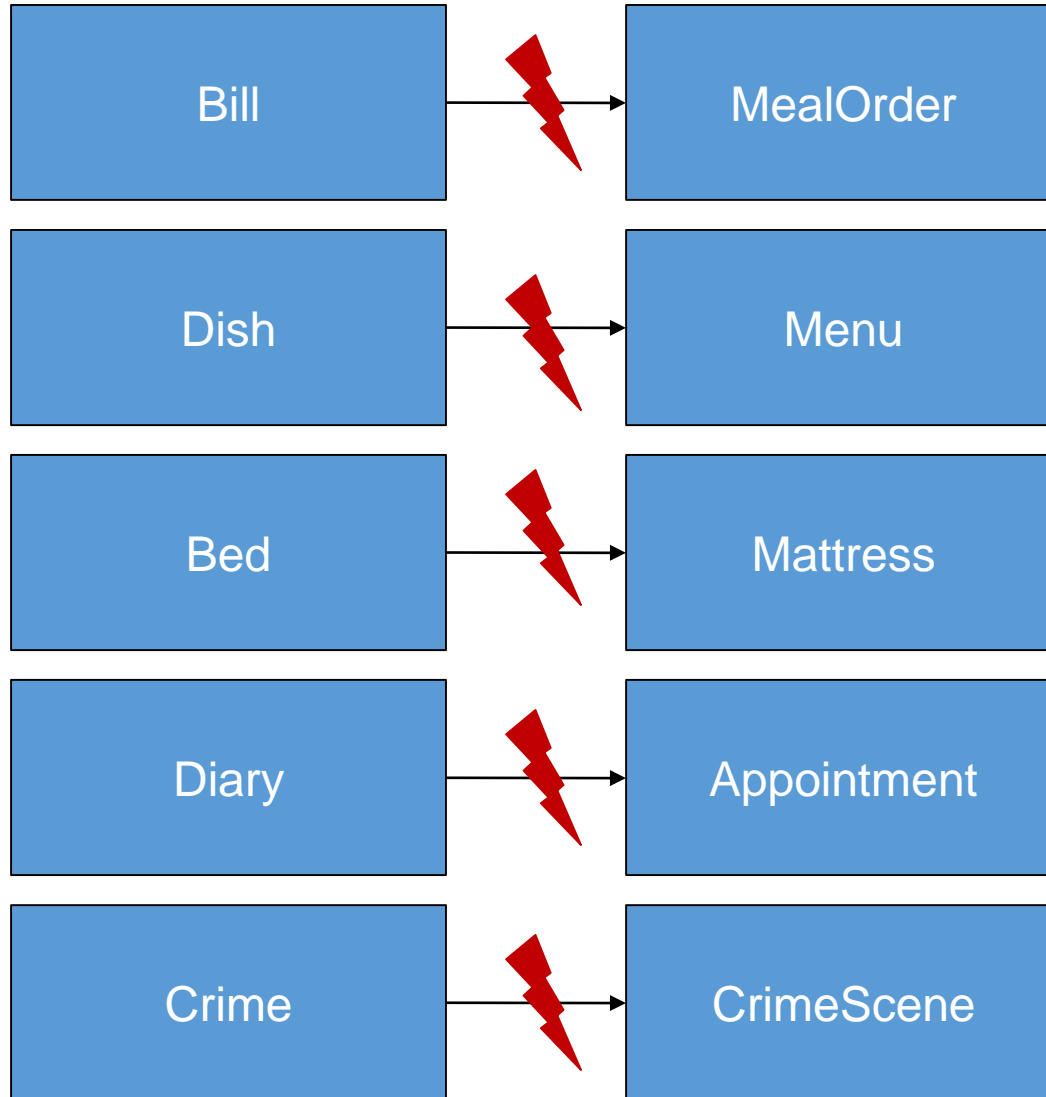 Bill
MealOrder
Dish
Menu
Bed
Mattress
Diary
Appointment
Crime
CrimeScene